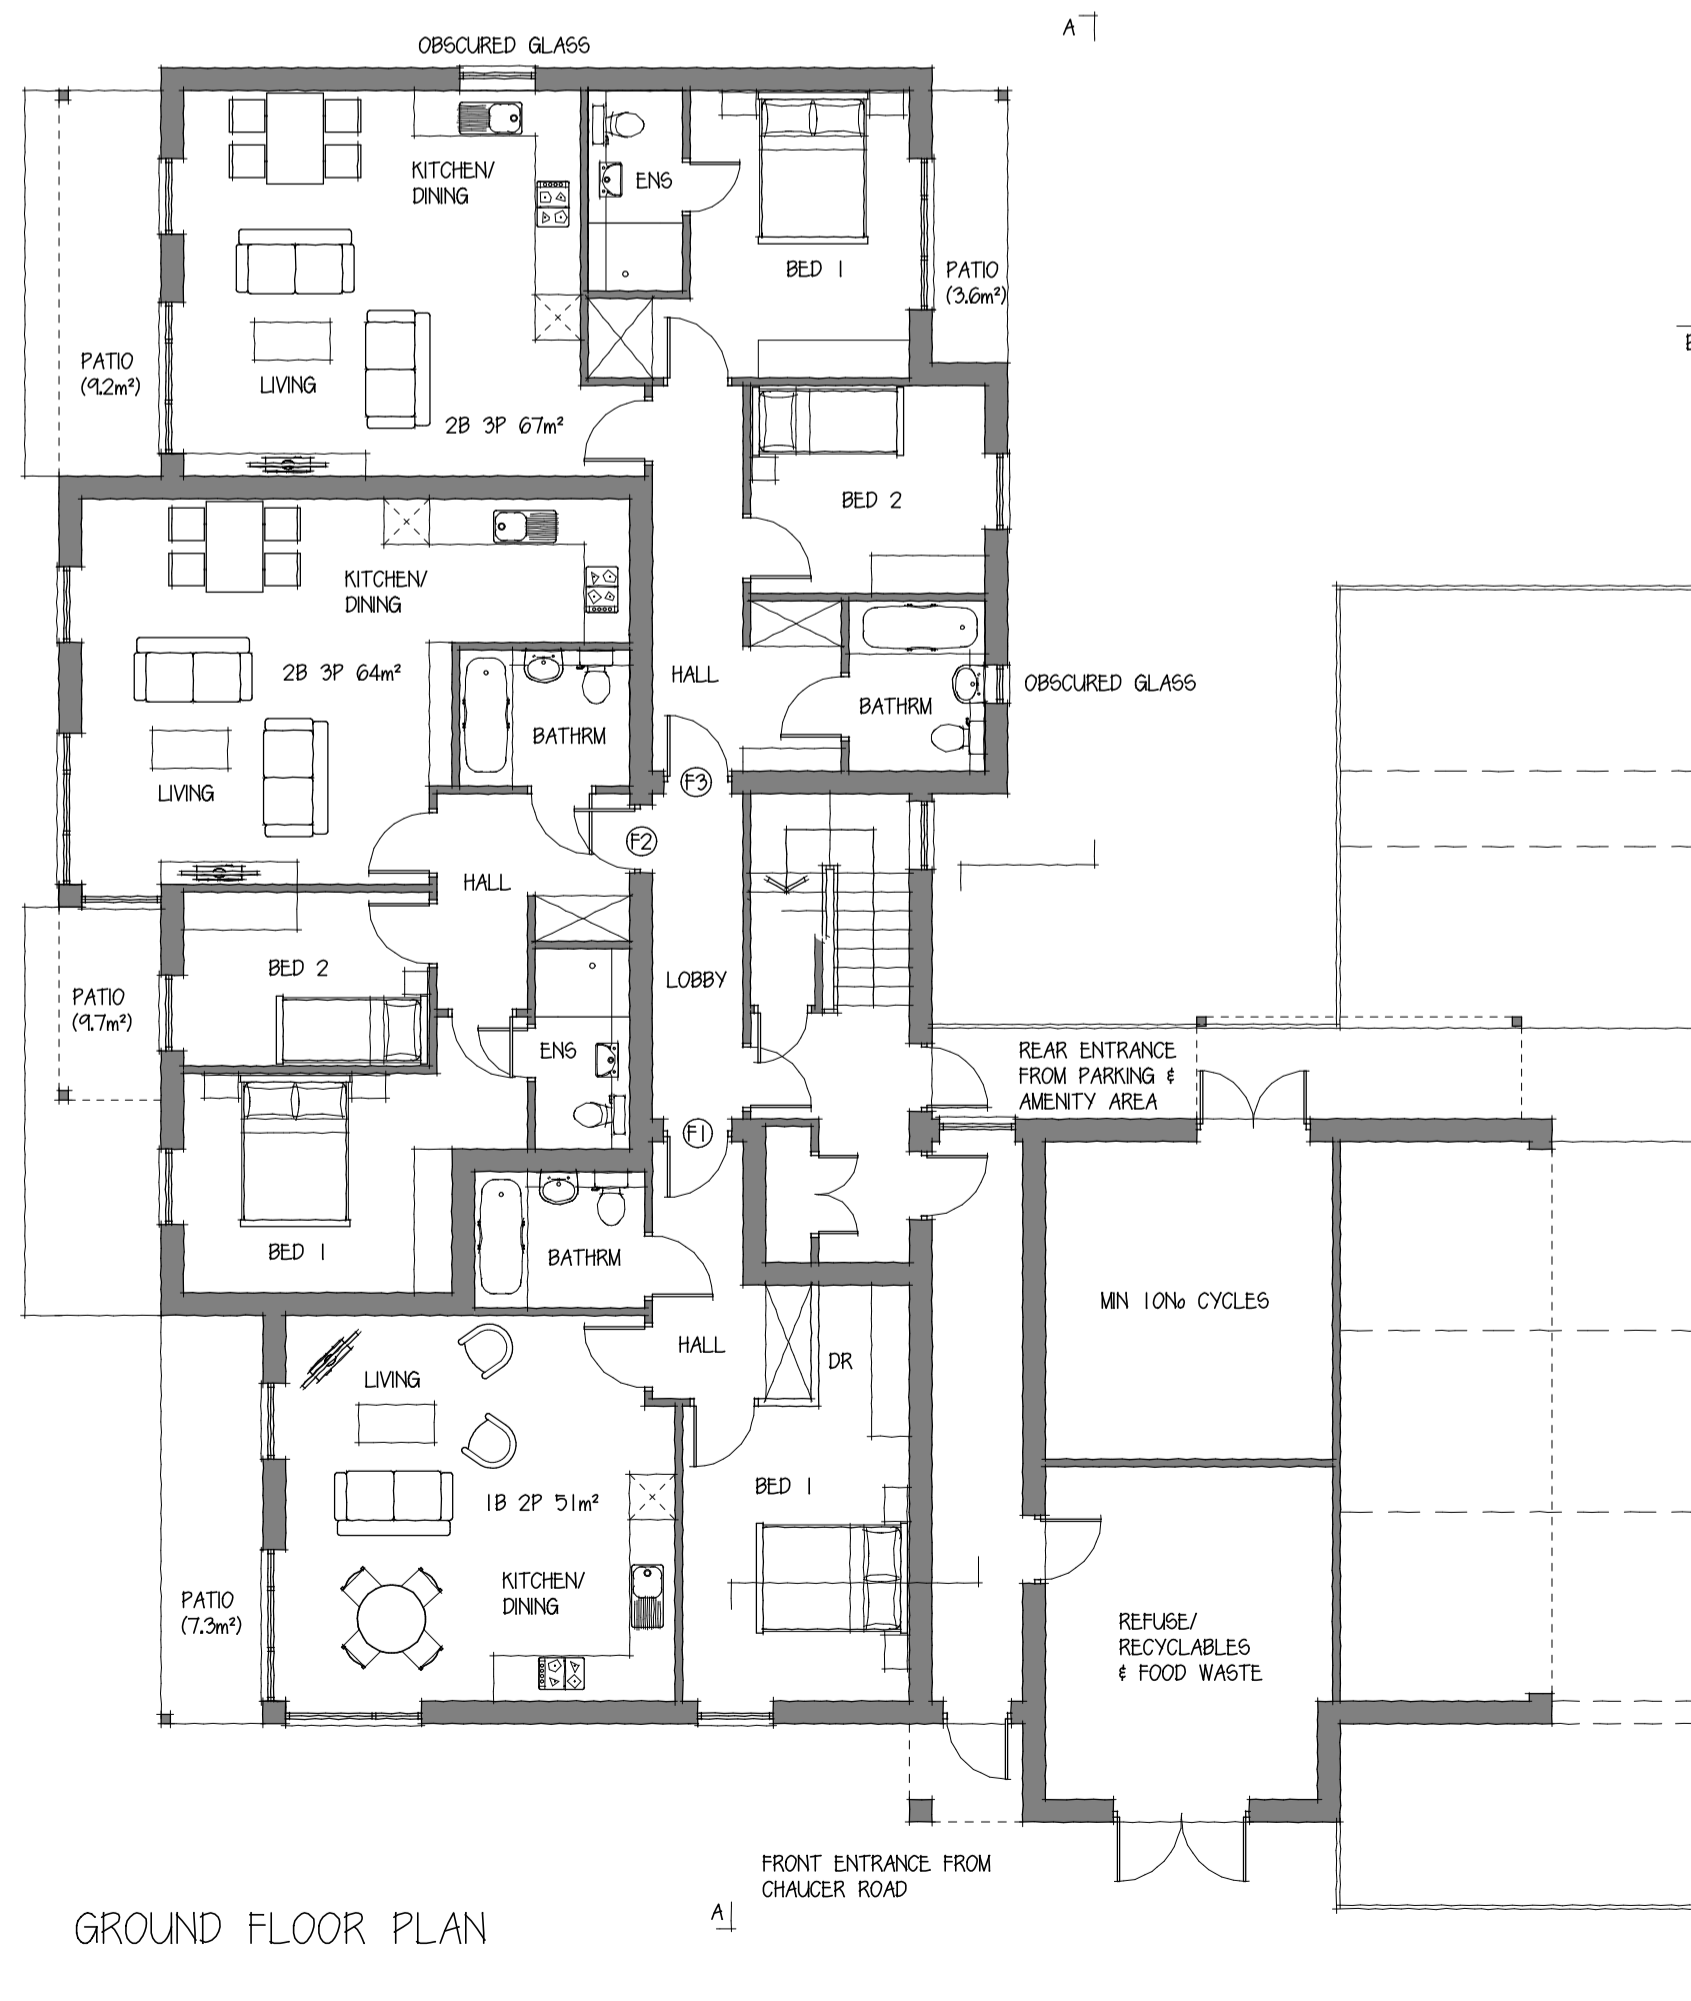 A
OBSCURED GLASS
KITCHEN/
DINING
ENS
BED 1
PATIO
(3.6m²)
PATIO
(9.2m²)
LIVING
2B 3P 67m²
BED 2
KITCHEN/
DINING
2B 3P 64m²
HALL
OBSCURED GLASS
BATHRM
BATHRM
LIVING
F3
F2
HALL
BED 2
LOBBY
PATIO
(9.7m²)
ENS
REAR ENTRANCE
FROM PARKING &
AMENITY AREA
F1
BED 1
BATHRM
MIN 10No CYCLES
HALL
DR
LIVING
BED 1
1B 2P 51m²
KITCHEN/
DINING
PATIO
(7.3m²)
REFUSE/
RECYCLABLES
& FOOD WASTE
FRONT ENTRANCE FROM
CHAUCER ROAD
A
GROUND FLOOR PLAN